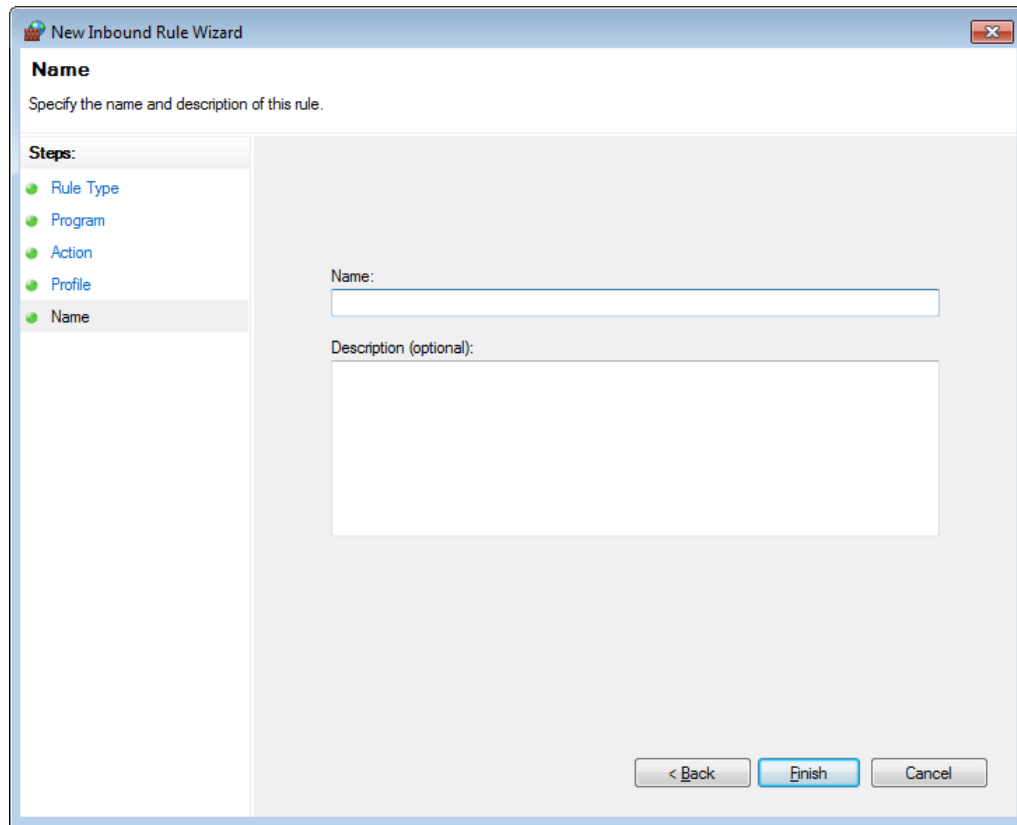 New Inbound Rule Wizard
Name
Specify the name and description of this rule.
Steps:
Rule Type
Program
Action
Profile
Name
Name:
Description (optional):
< Back
Finish
Cancel